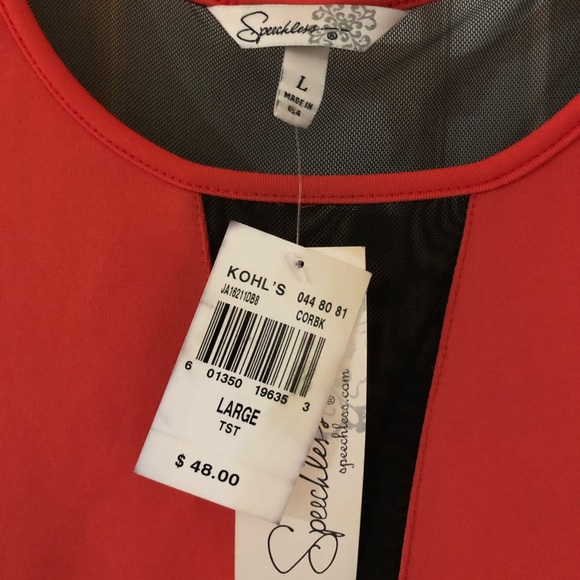 Speechless
®
L
MADE IN
USA
KOHL'S 044 80 81
JA16211DB8 CORBK
6 01350 19635 3
LARGE
TST
$ 48.00
Speechless®
speechless.com